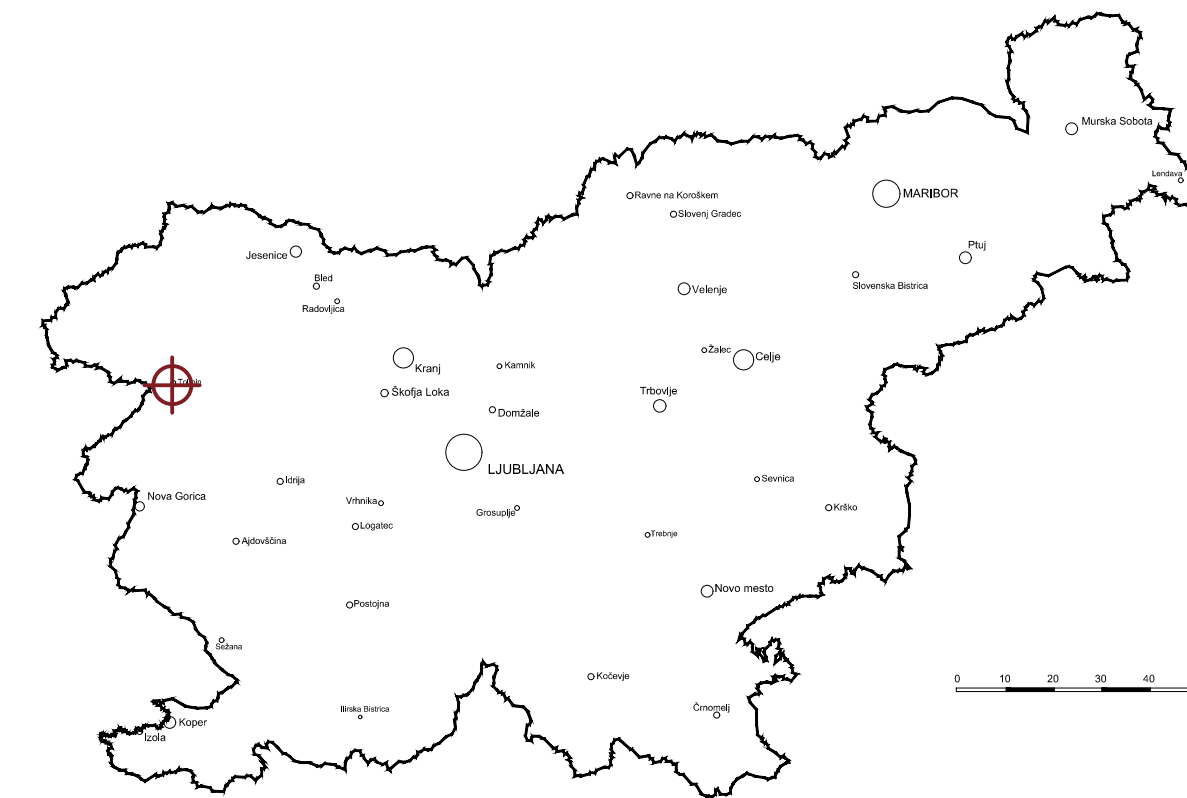 Murska Sobota
Lendava
Ravne na Koroškem
MARIBOR
Slovenj Gradec
Ptuj
Jesenice
Bled
Slovenska Bistrica
Velenje
Radovljica
Žalec
Celje
Kranj
Kamnik
Škofja Loka
Trbovlje
Domžale
LJUBLJANA
Idrija
Sevnica
Nova Gorica
Vrhnika
Grosuplje
Krško
Logatec
Trebnje
Ajdovščina
Novo mesto
Postojna
Sežana
Kočevje
0 10 20 30 40
Ilirska Bistrica
Črnomelj
Koper
Izola